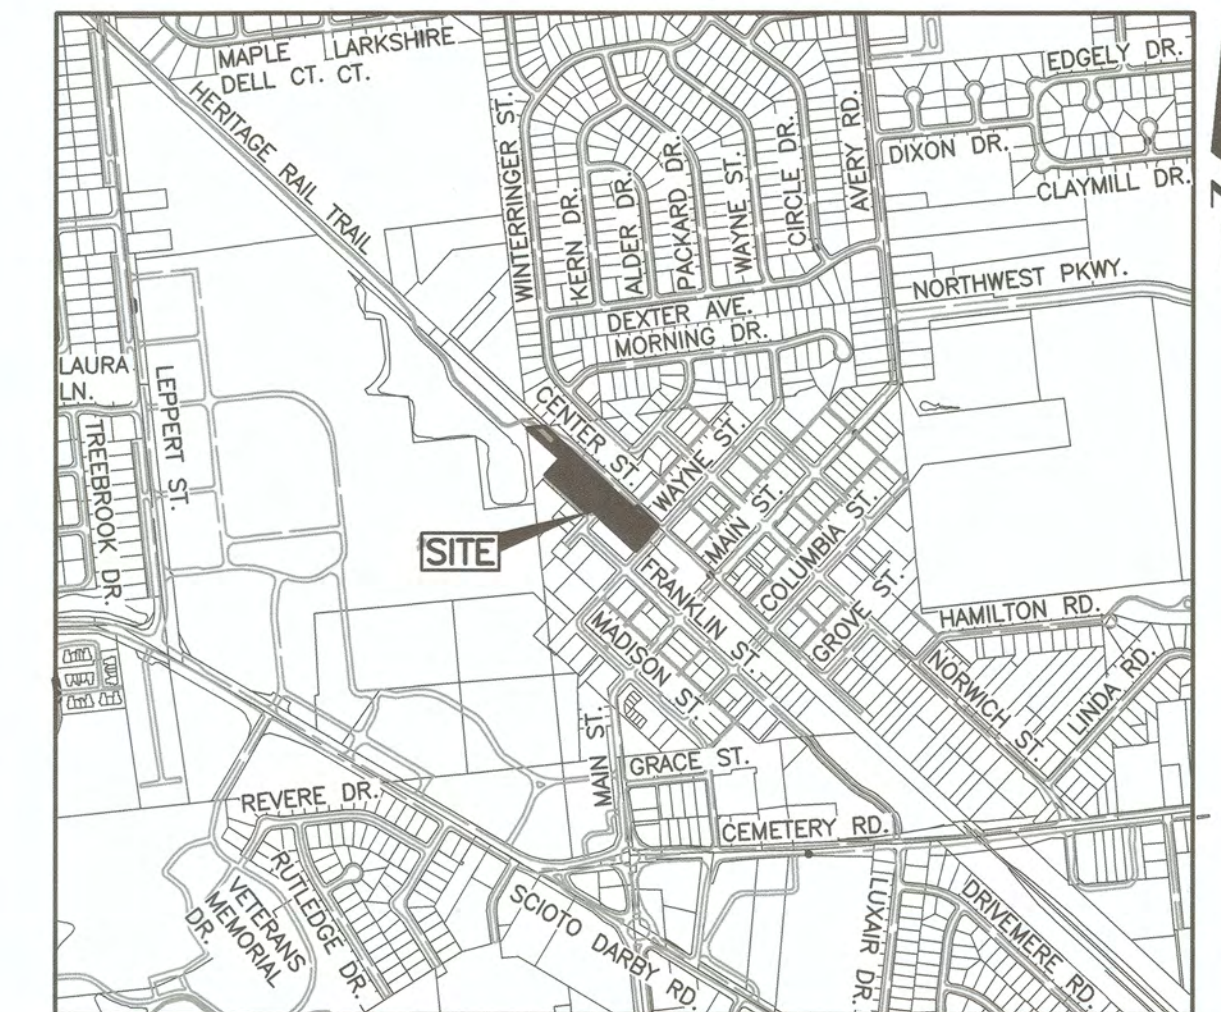 MAPLE
DELL CT.
LARKSHIRE
CT.
EDGELY DR.
HERITAGE RAIL TRAIL
WINTERRINGER ST.
KERN DR.
ALDER DR.
PACKARD DR.
WAYNE ST.
CIRCLE DR.
AVERY RD.
DIXON DR.
CLAYMILL DR.
NORTHWEST PKWY.
DEXTER AVE.
MORNING DR.
LAURA
LN.
LEPPERT ST.
TREEBROOK DR.
CENTER ST.
WAYNE ST.
MAIN ST.
COLUMBIA ST.
SITE
FRANKLIN ST.
GROVE ST.
HAMILTON RD.
MADISON ST.
NORWICH ST.
LINDA RD.
MAIN ST.
GRACE ST.
REVERE DR.
CEMETERY RD.
RUTLEDGE DR.
VETERANS
MEMORIAL
DR.
SCIOTO DARBY RD.
LUXAIR DR.
DRIVEMERE RD.